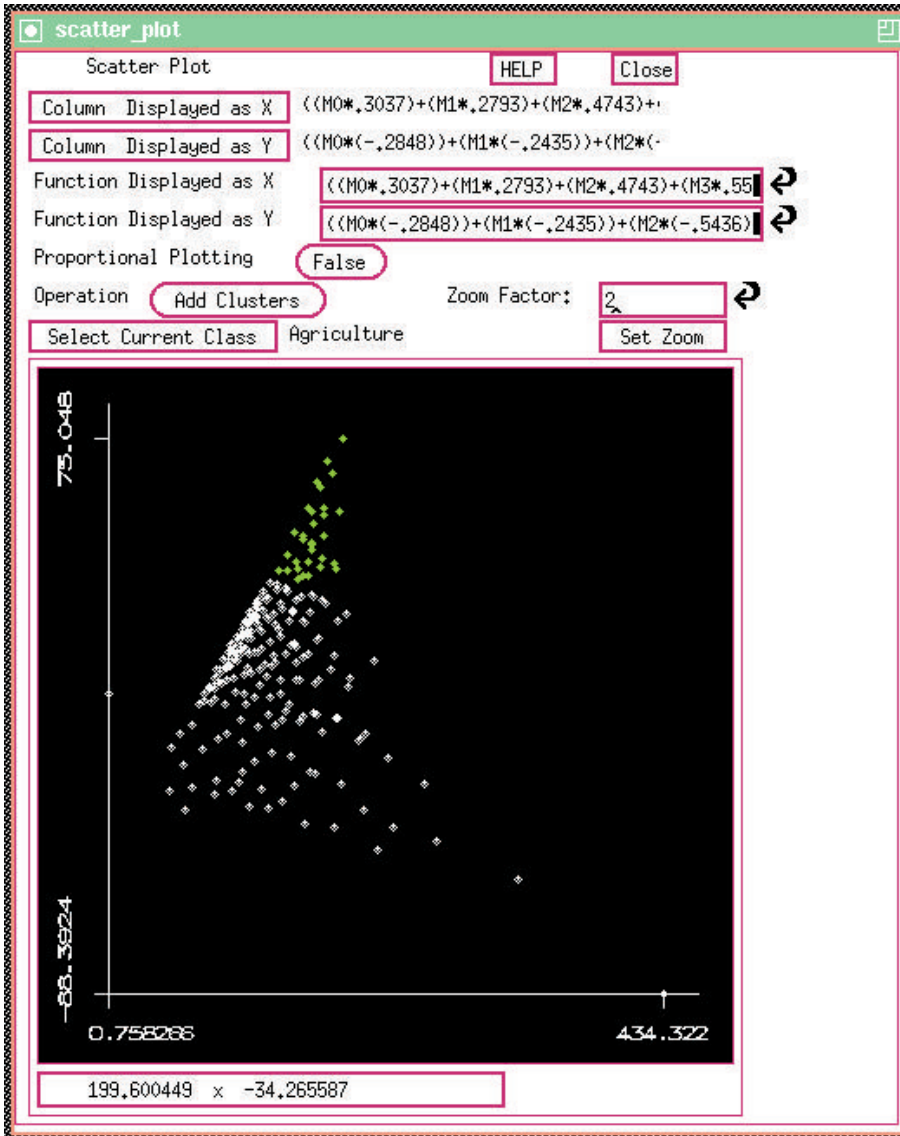 scatter_plot
Scatter Plot HELP Close
Column Displayed as X ((M0*.3037)+(M1*.2793)+(M2*.4743)+
Column Displayed as Y ((M0*(-.2848))+(M1*(-.2435))+(M2*(-
Function Displayed as X ((M0*.3037)+(M1*.2793)+(M2*.4743)+(M3*.55
Function Displayed as Y ((M0*(-.2848))+(M1*(-.2435))+(M2*(-.5436)
Proportional Plotting False
Operation Add Clusters Zoom Factor: 2
Select Current Class Agriculture Set Zoom
75.048
-88.3924
0.758286 434.322
199.600449 x -34.265587